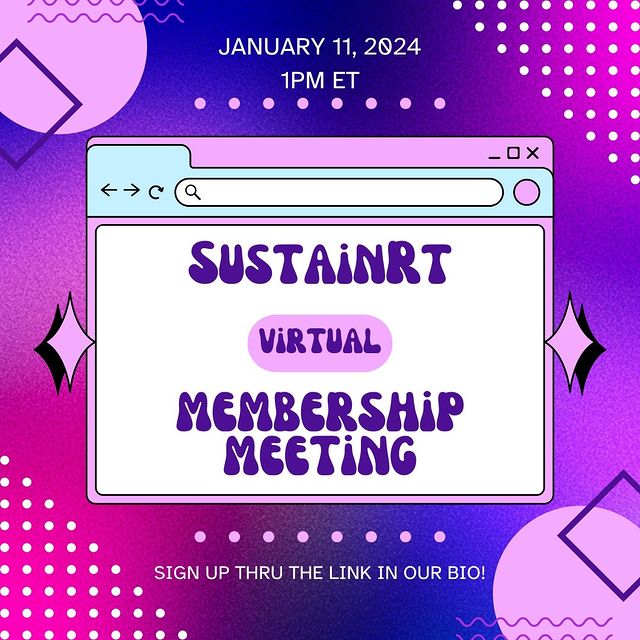 JANUARY 11, 2024
1PM ET
SUSTAiNRT
ViRTUAL
MEMBERSHiP
MEETiNG
SIGN UP THRU THE LINK IN OUR BIO!